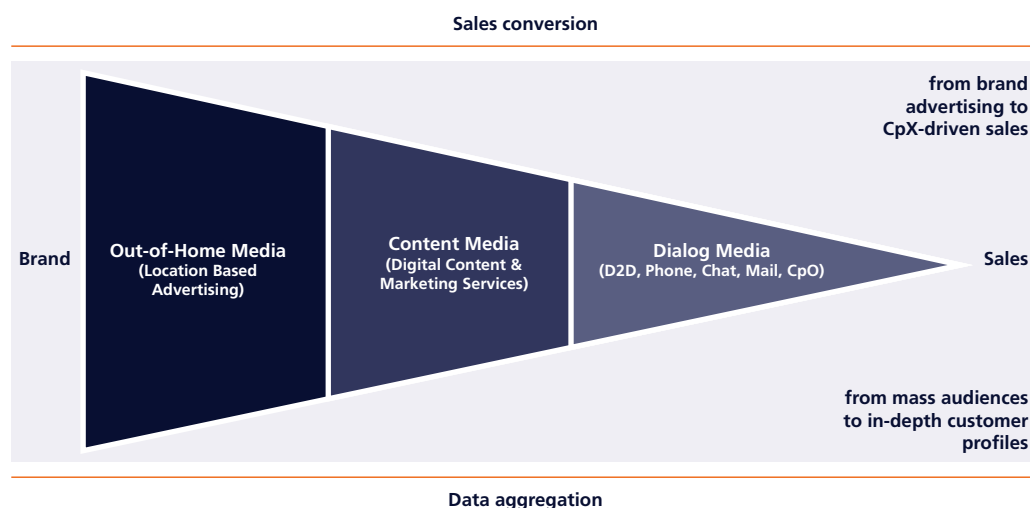 Sales conversion
from brand
advertising to
CpX-driven sales
Brand
Out-of-Home Media
(Location Based
Advertising)
Content Media
(Digital Content &
Marketing Services)
Dialog Media
(D2D, Phone, Chat, Mail, CpO)
Sales
from mass audiences
to in-depth customer
profiles
Data aggregation